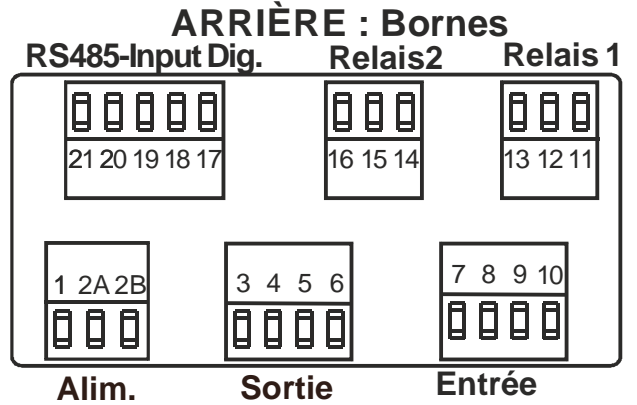 ARRIÈRE : Bornes
RS485-Input Dig. Relais2 Relais 1
21 20 19 18 17 16 15 14 13 12 11
1 2A 2B 3 4 5 6 7 8 9 10
Alim. Sortie Entrée